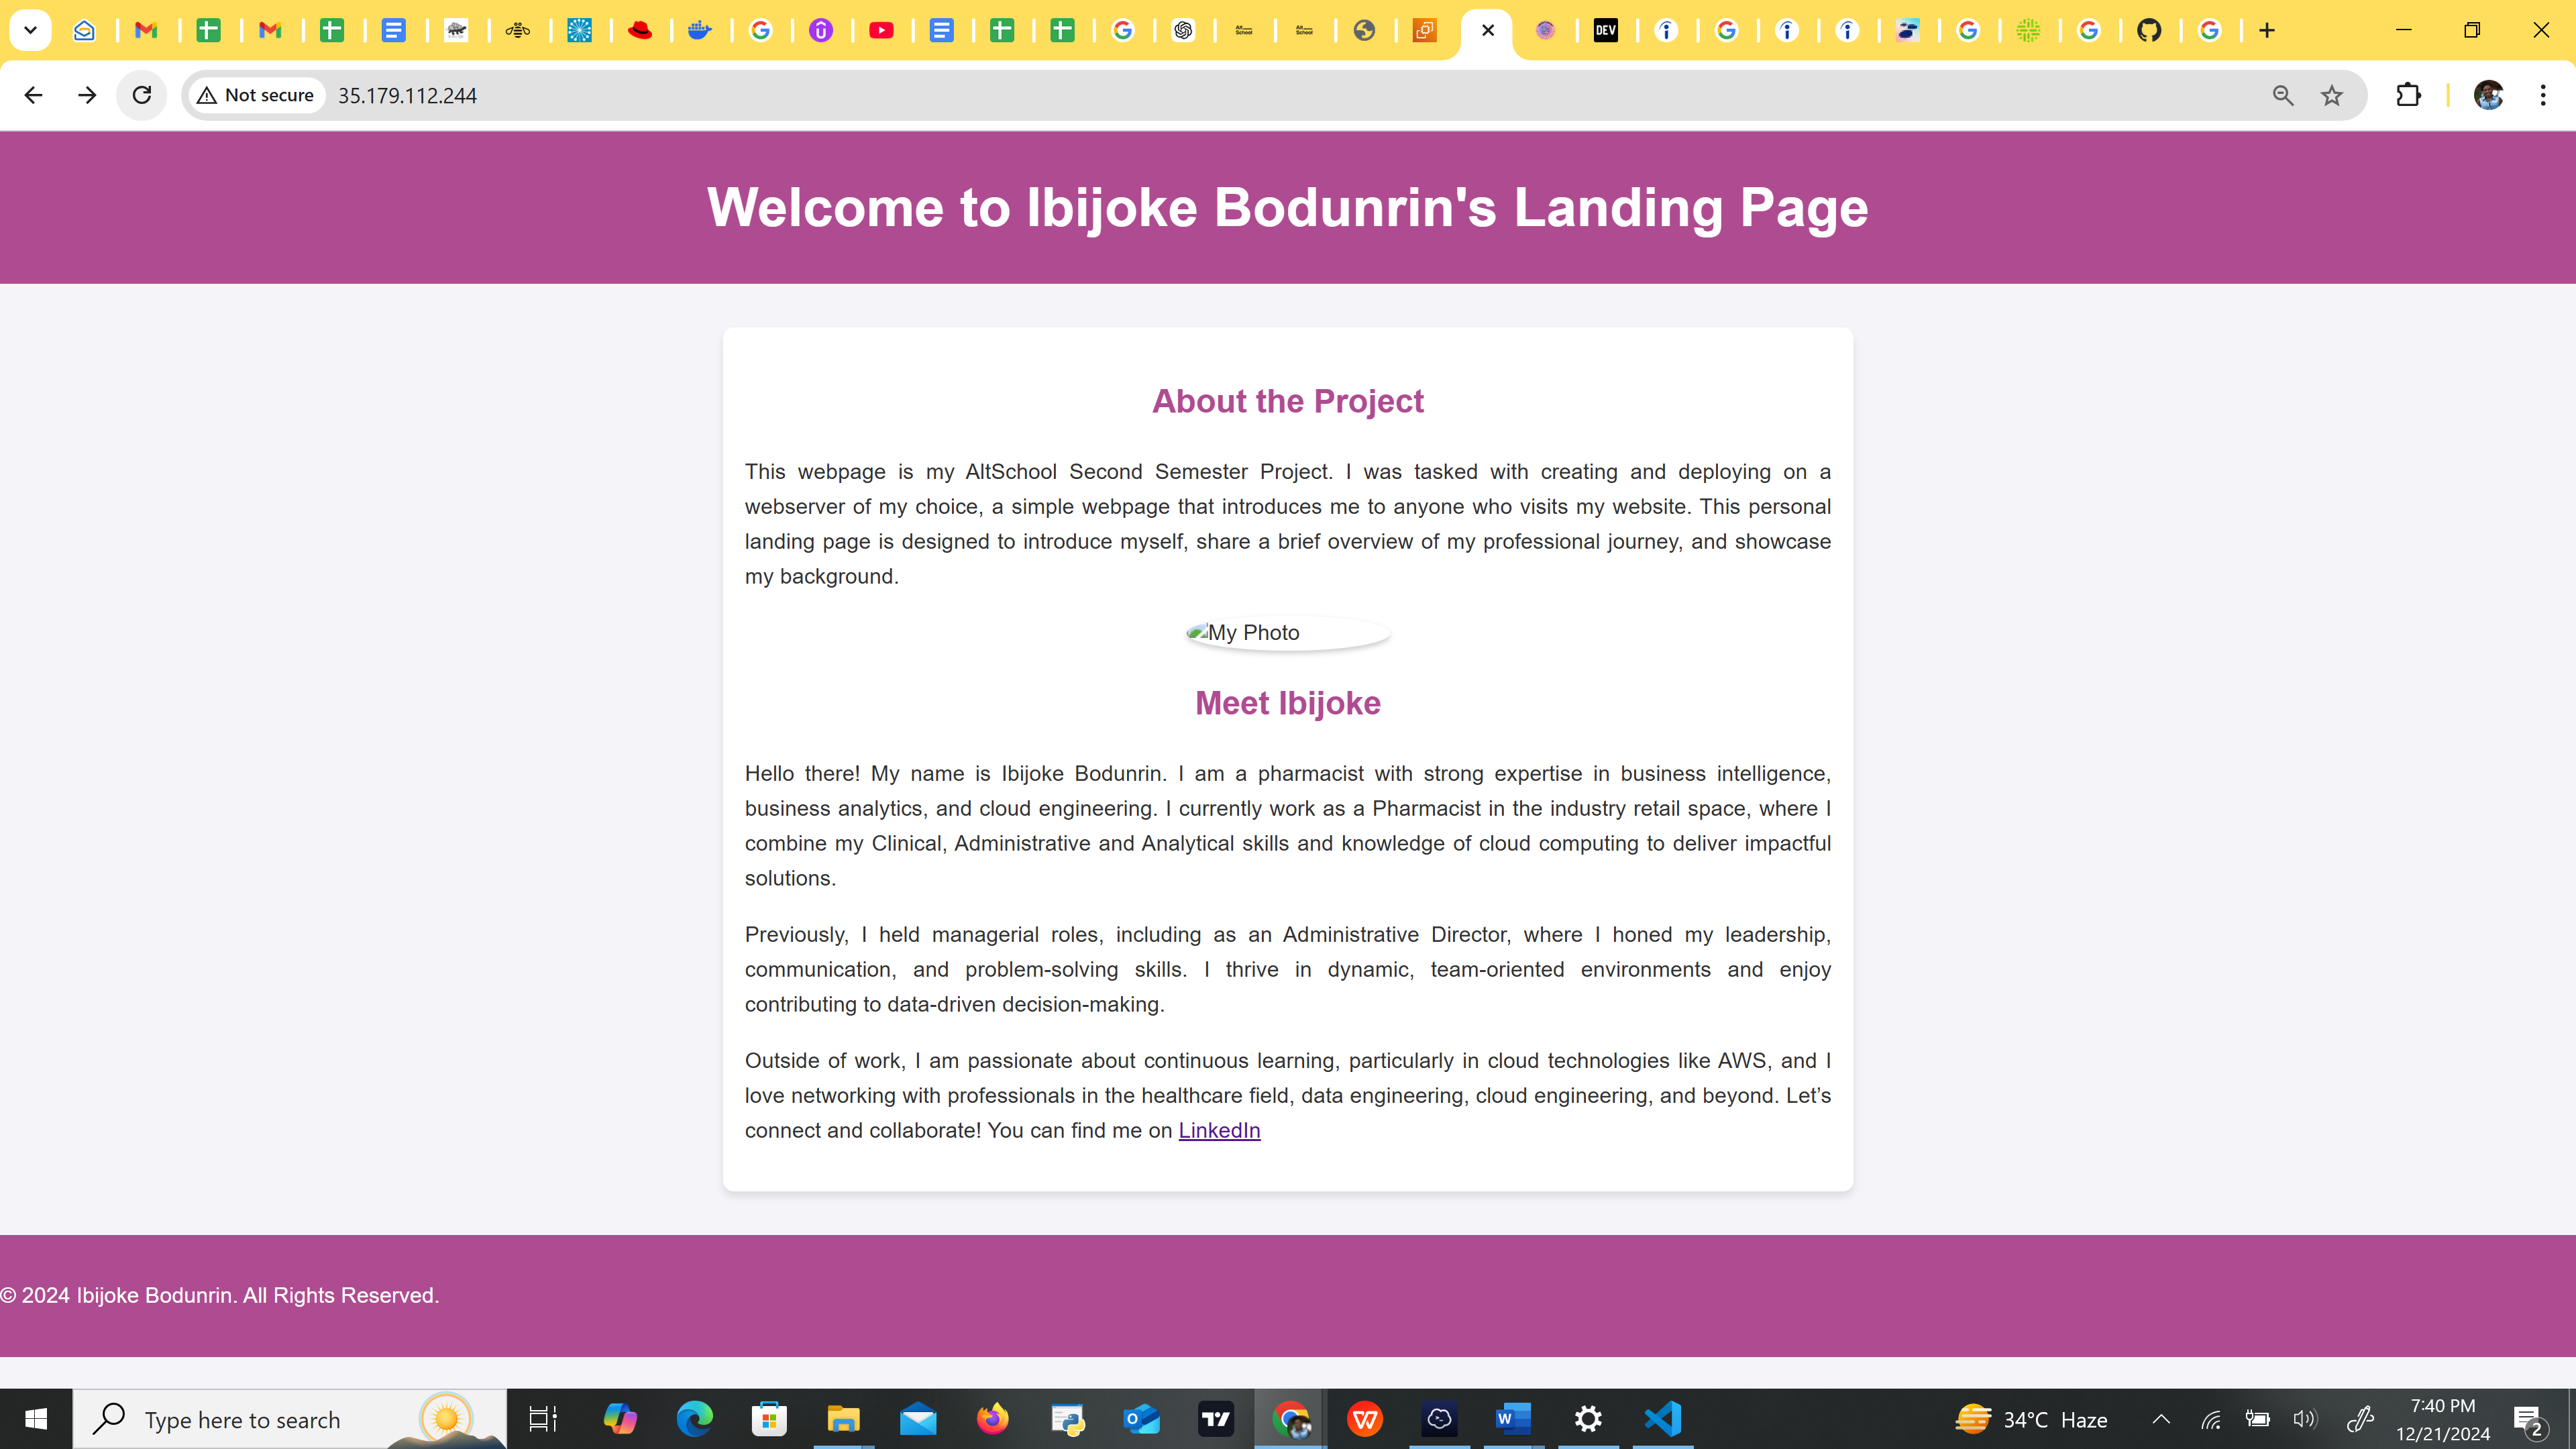 Not secure
35.179.112.244
Welcome to Ibijoke Bodunrin's Landing Page
About the Project
This webpage is my AltSchool Second Semester Project. I was tasked with creating and deploying on a
webserver of my choice, a simple webpage that introduces me to anyone who visits my website. This personal
landing page is designed to introduce myself, share a brief overview of my professional journey, and showcase
my background.
My Photo
Meet Ibijoke
Hello there! My name is Ibijoke Bodunrin. I am a pharmacist with strong expertise in business intelligence,
business analytics, and cloud engineering. I currently work as a Pharmacist in the industry retail space, where I
combine my Clinical, Administrative and Analytical skills and knowledge of cloud computing to deliver impactful
solutions.
Previously, I held managerial roles, including as an Administrative Director, where I honed my leadership,
communication, and problem-solving skills. I thrive in dynamic, team-oriented environments and enjoy
contributing to data-driven decision-making.
Outside of work, I am passionate about continuous learning, particularly in cloud technologies like AWS, and I
love networking with professionals in the healthcare field, data engineering, cloud engineering, and beyond. Let’s
connect and collaborate! You can find me on LinkedIn
© 2024 Ibijoke Bodunrin. All Rights Reserved.
Type here to search
34°C Haze
7:40 PM
12/21/2024
2